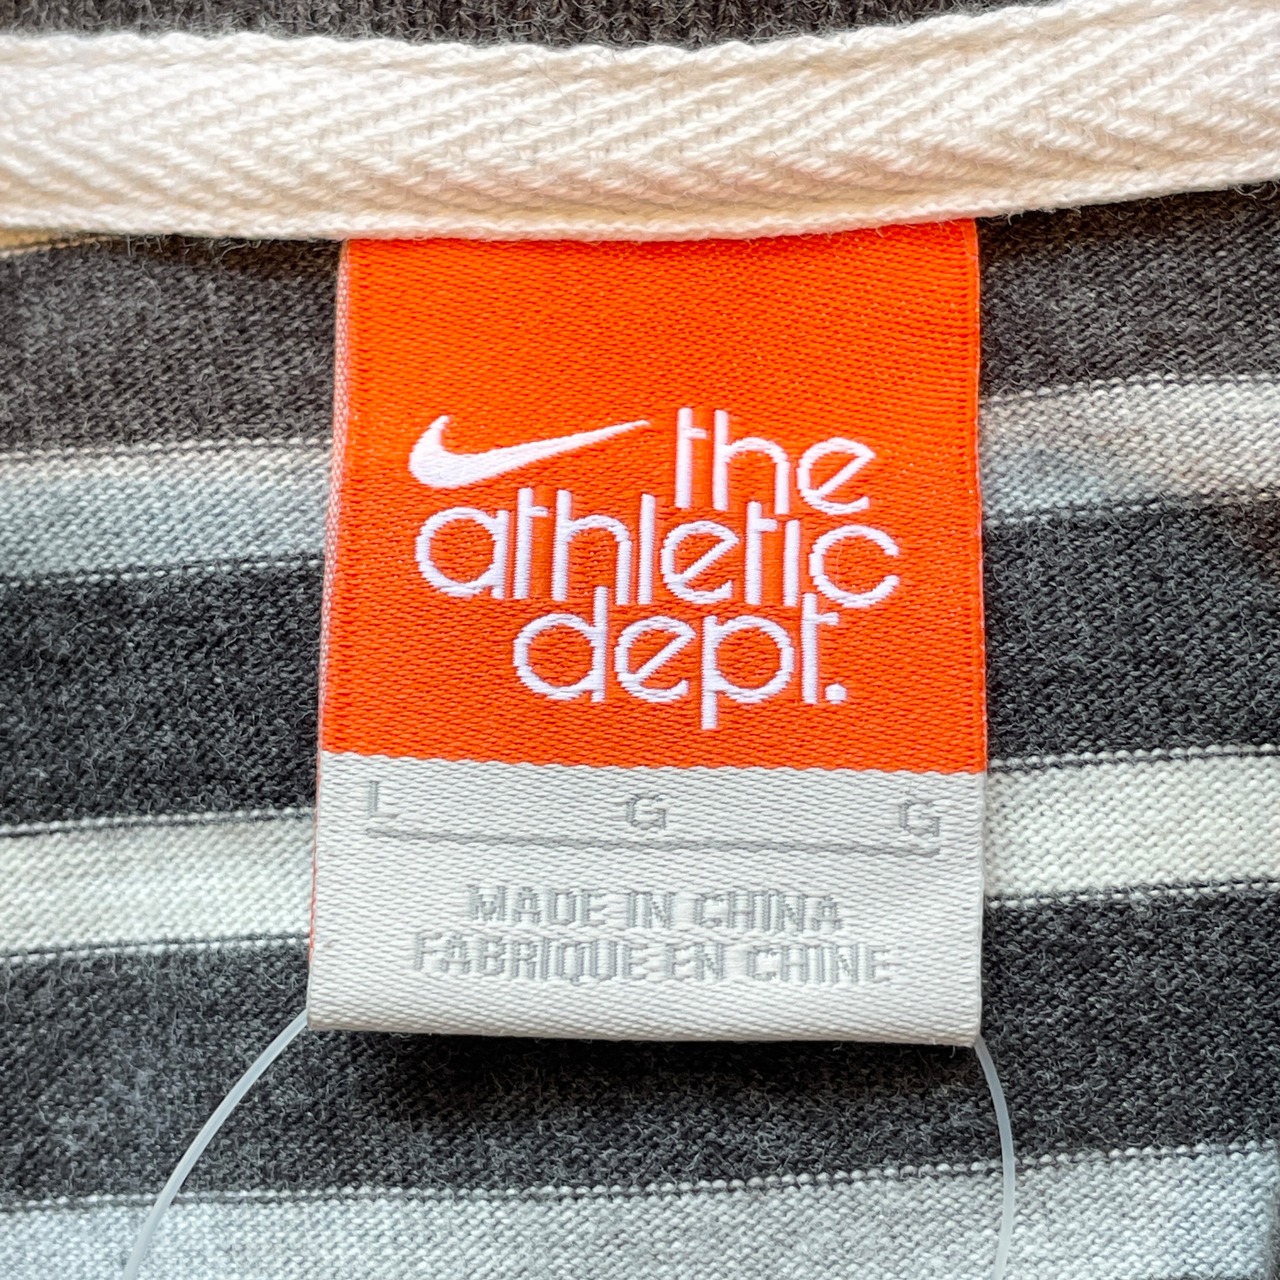 the
athletic
dept.
L G G
MADE IN CHINA
FABRIQUE EN CHINE